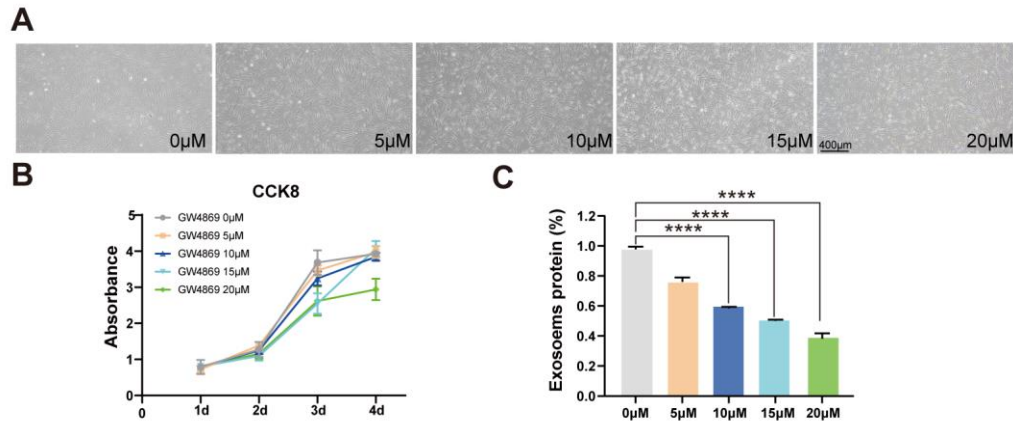 A
0µM
5µM
10µM
15µM
20µM
400µm
B
CCK8
GW4869 0µM
GW4869 5µM
GW4869 10µM
GW4869 15µM
GW4869 20µM
Absorbance
5
4
3
2
1
0
0
1d
2d
3d
4d
C
****
****
****
Exosoems protein (%)
1.2
1.0
0.8
0.6
0.4
0.2
0.0
0µM
5µM
10µM
15µM
20µM